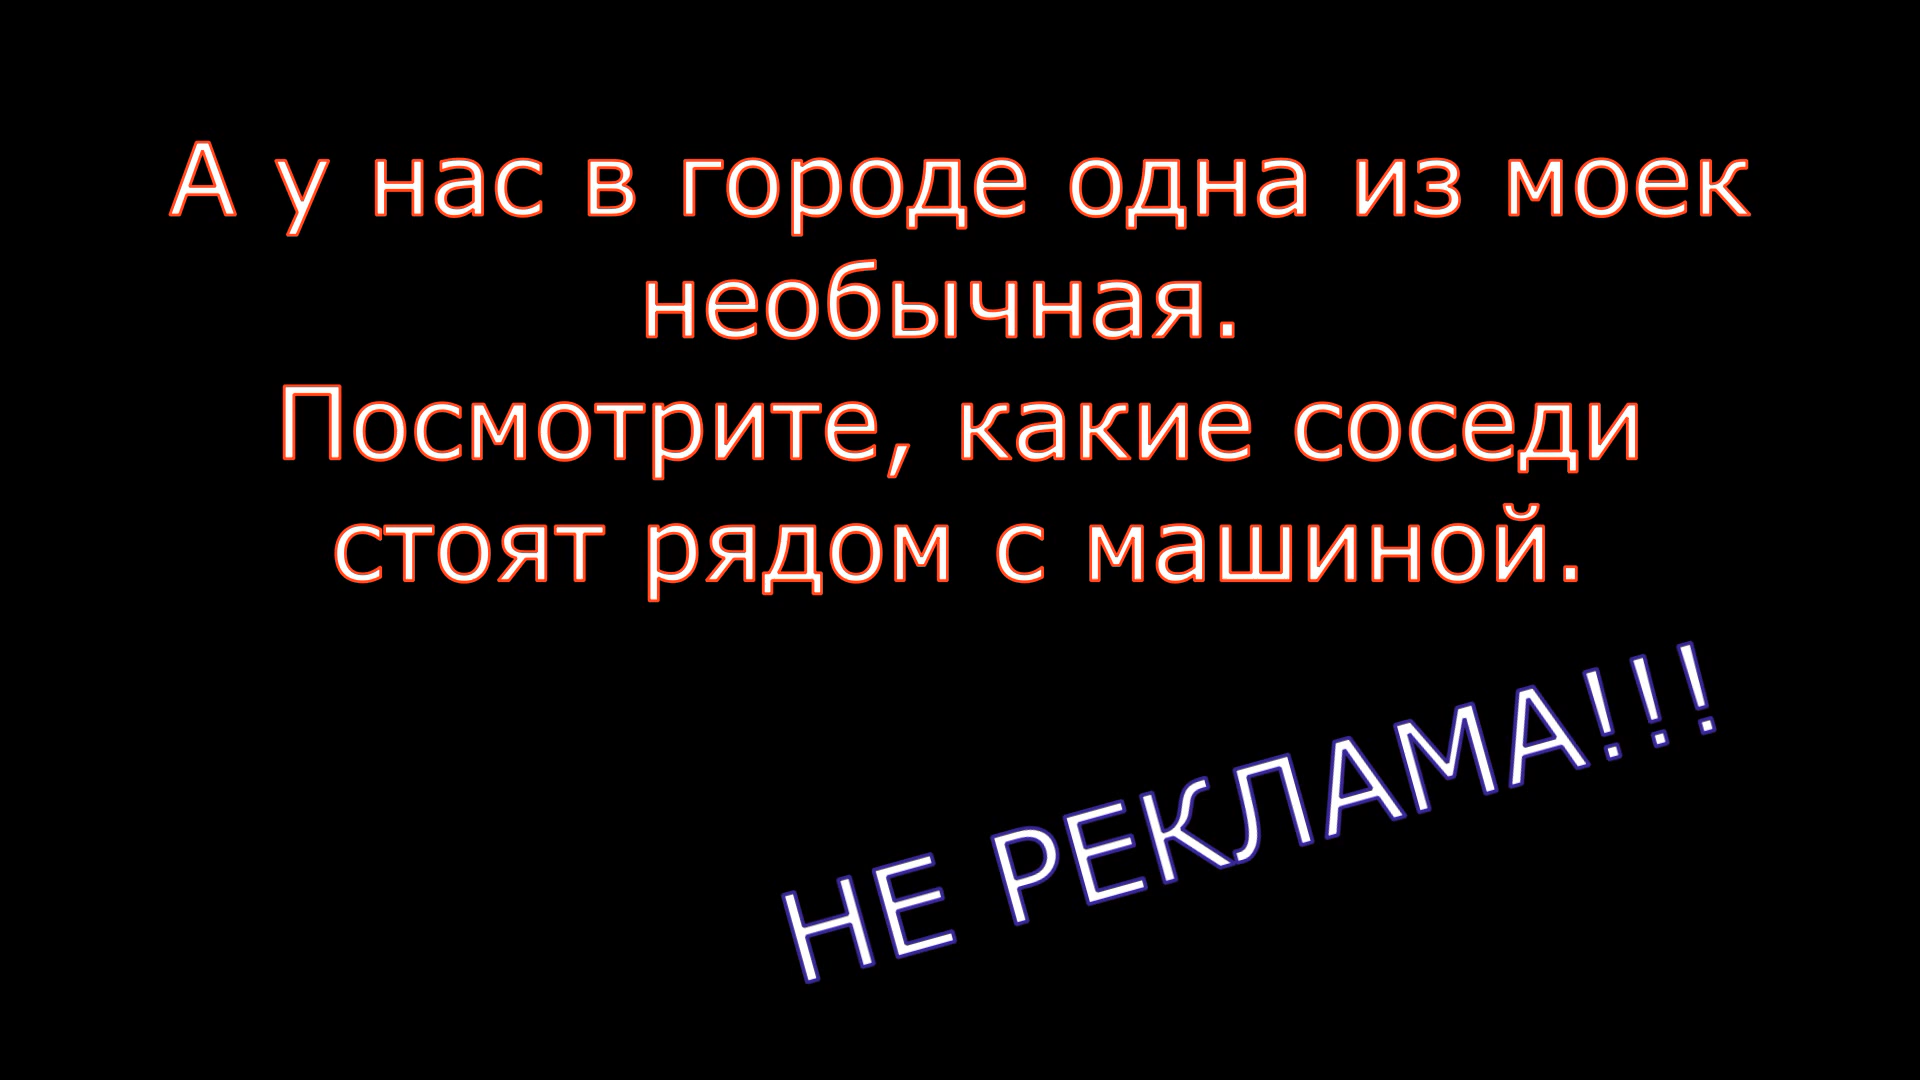 А у нас в городе одна из моек
необычная.
Посмотрите, какие соседи
стоят рядом с машиной.
НЕ РЕКЛАМА!!!